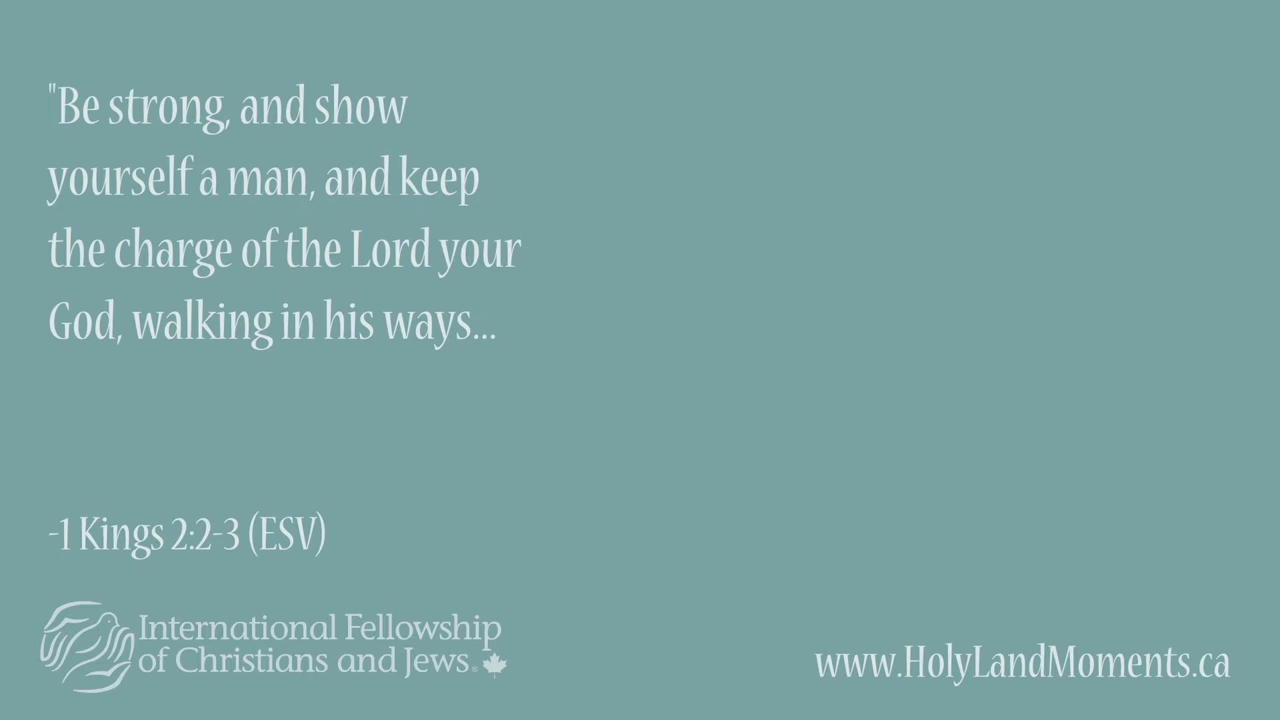 "Be strong, and show
yourself a man, and keep
the charge of the Lord your
God, walking in his ways...
-1 Kings 2:2-3 (ESV)
International Fellowship
of Christians and Jews®
www.HolyLandMoments.ca